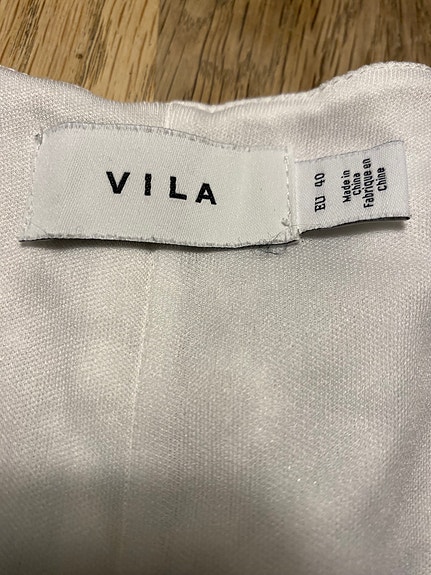 VILA
EU 40
Made in
China
Fabriqué en
Chine